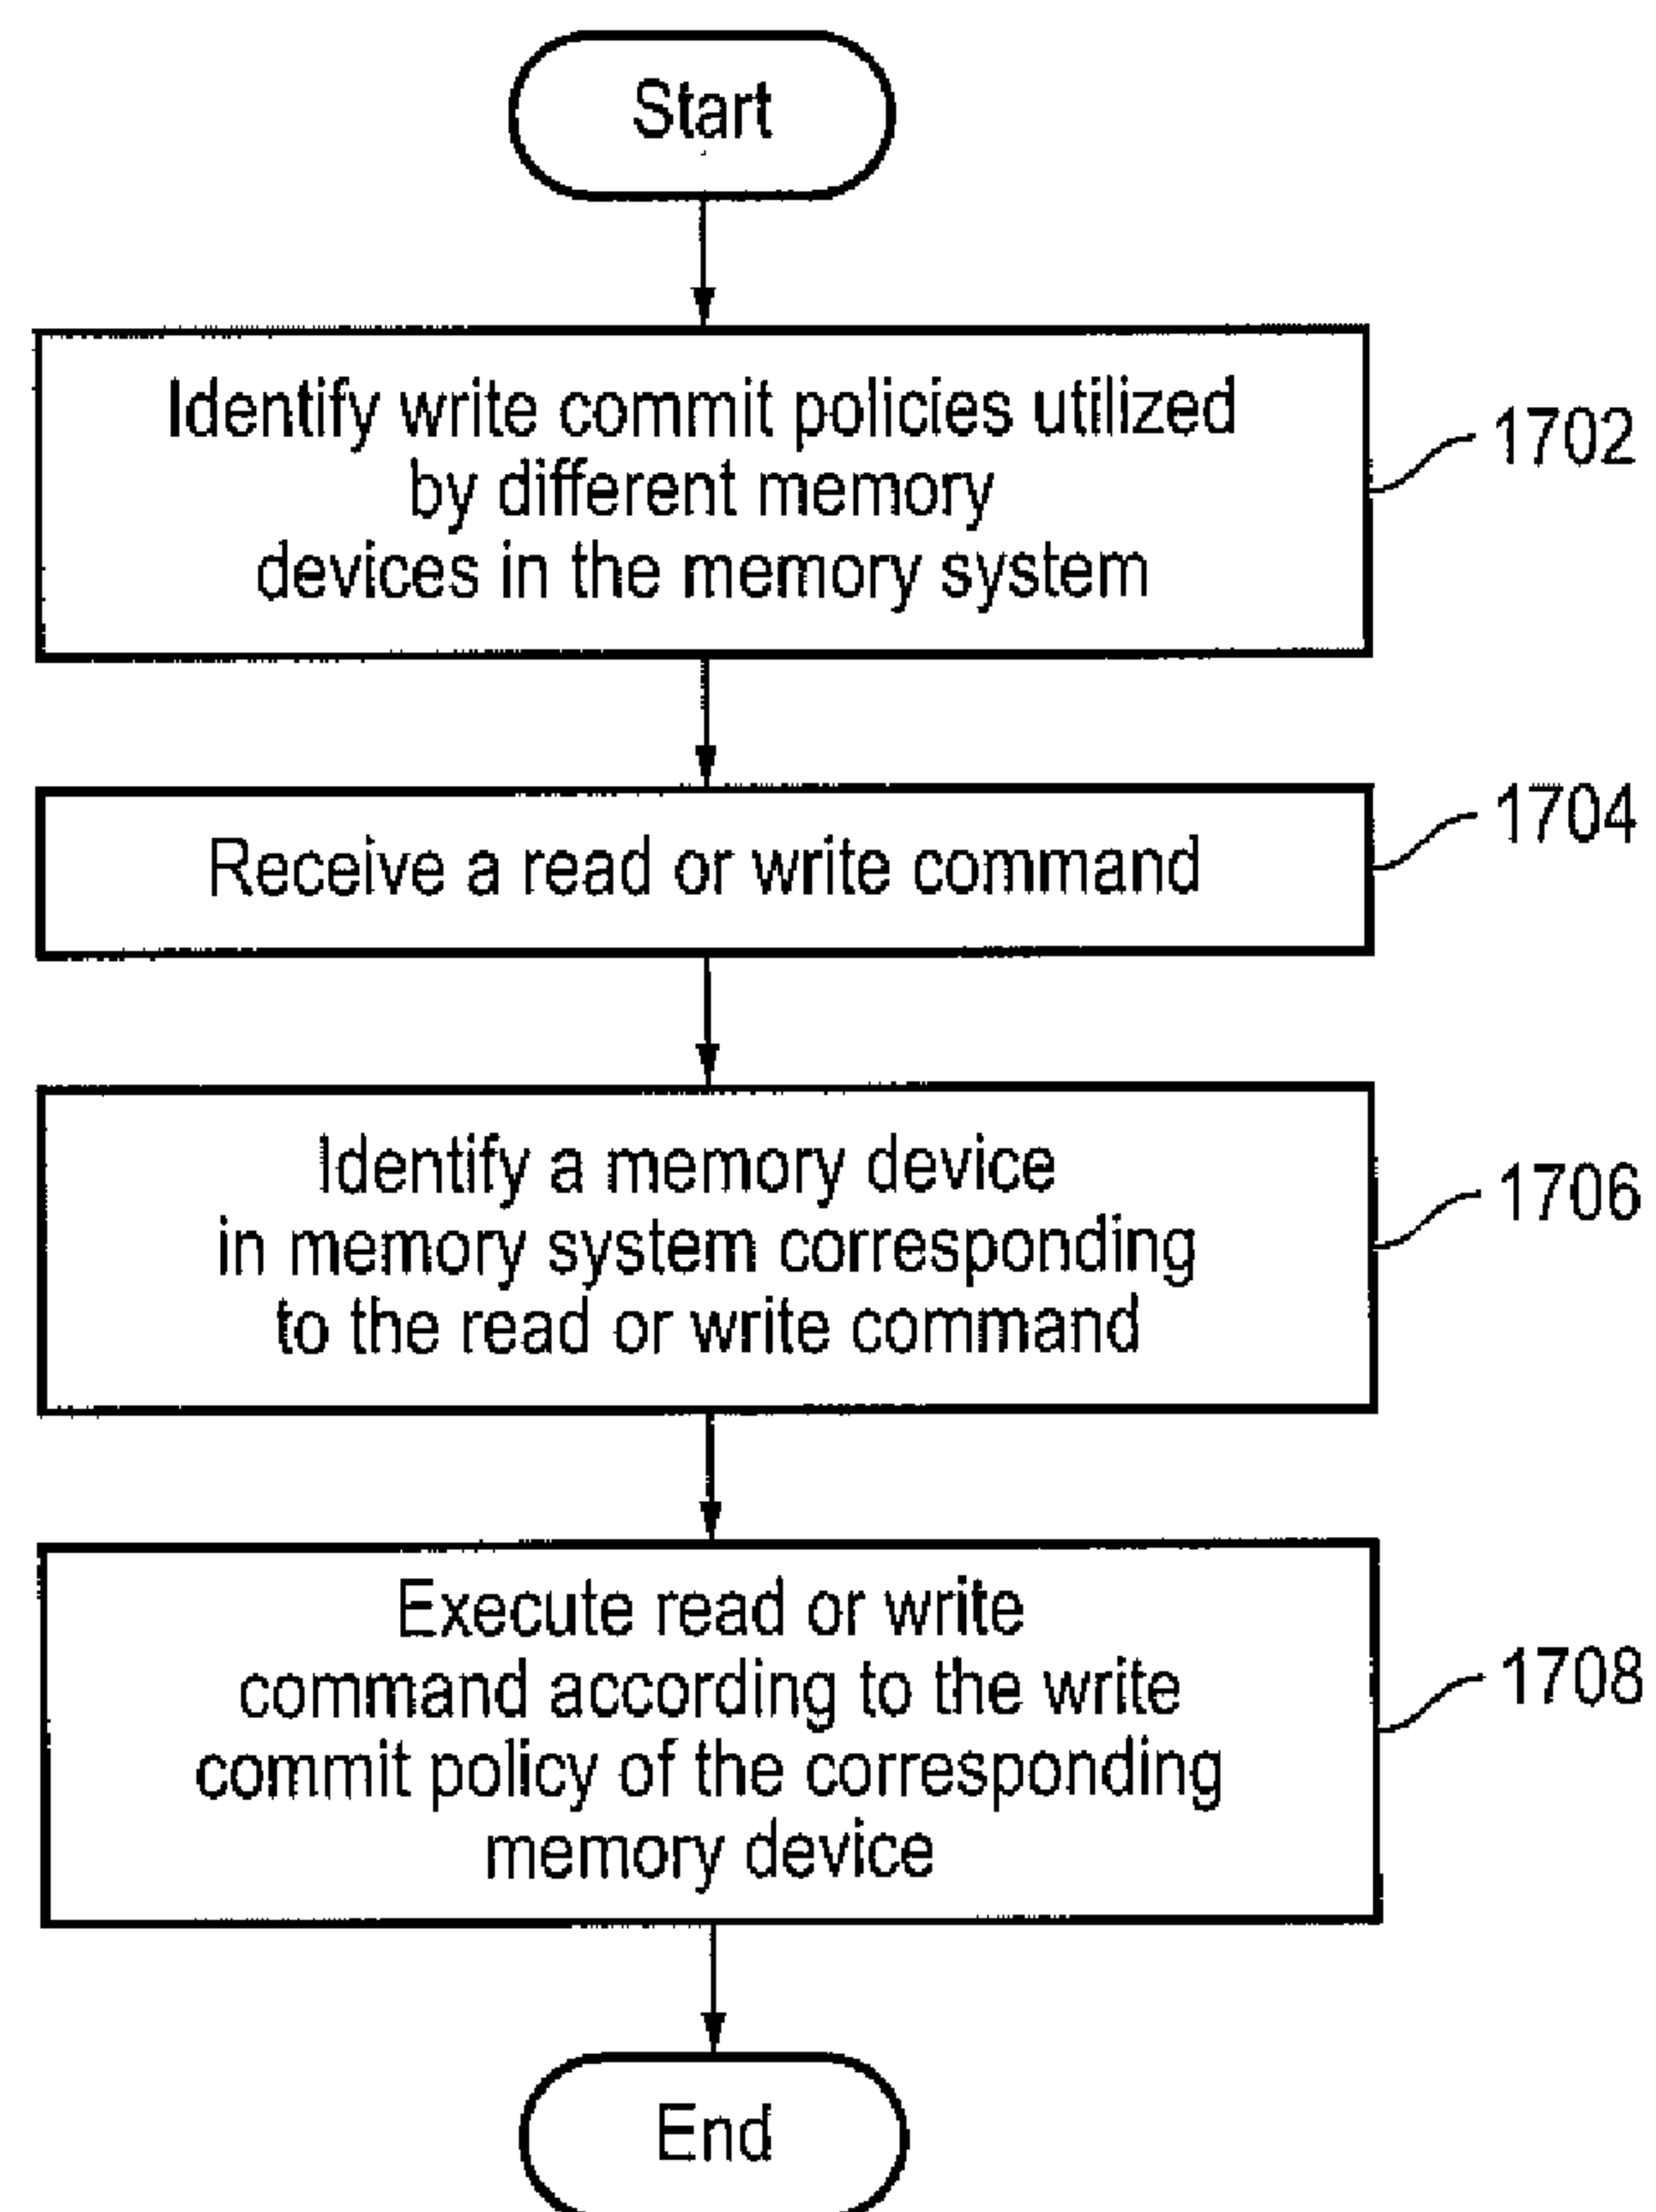 Start
Identify write commit policies utilized
by different memory
devices in the memory system
1702
Receive a read or write command
1704
Identify a memory device
in memory system corresponding
to the read or write command
1706
Execute read or write
command according to the write
commit policy of the corresponding
memory device
1708
End